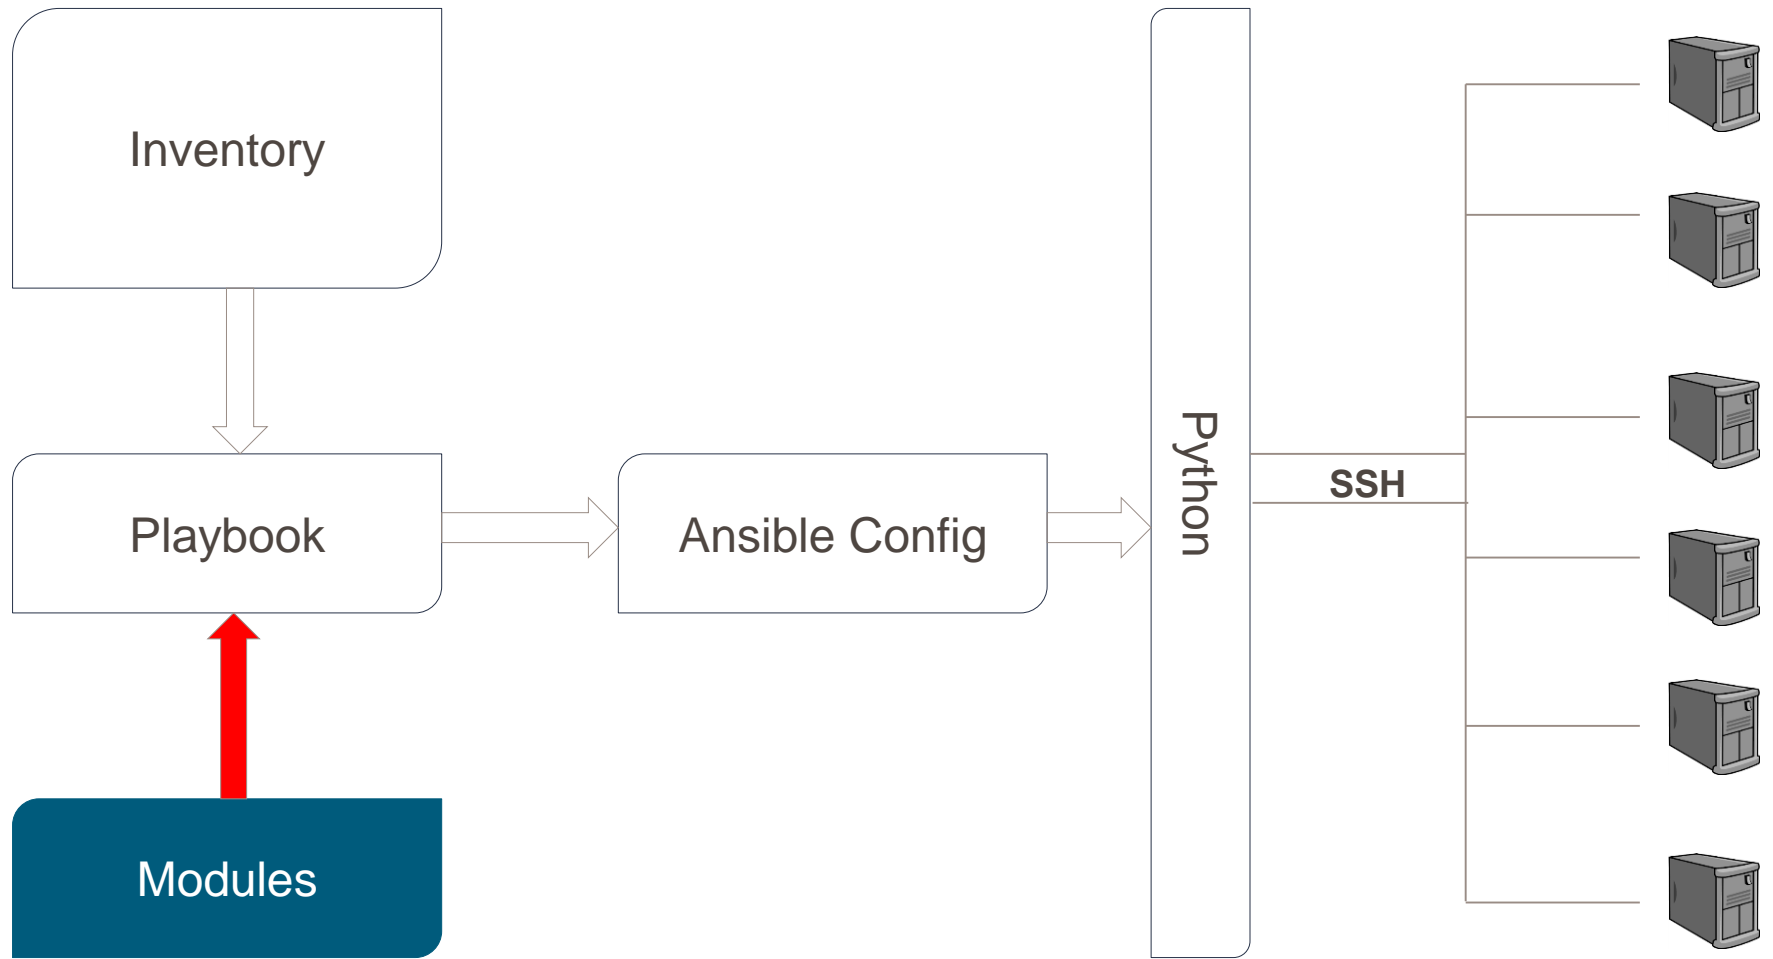 Inventory
Playbook
Ansible Config
Python
SSH
Modules